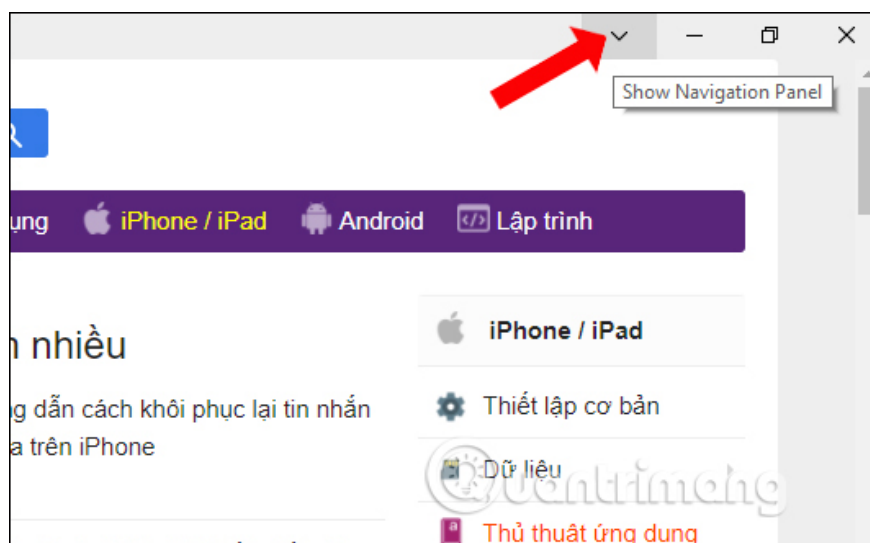 Show Navigation Panel
ụng iPhone / iPad Android Lập trình
iPhone / iPad
nhiều
Thiết lập cơ bản
dẫn cách khôi phục lại tin nhắn
a trên iPhone
Dữ liệu
Quantrimang
Thủ thuật ứng dụng